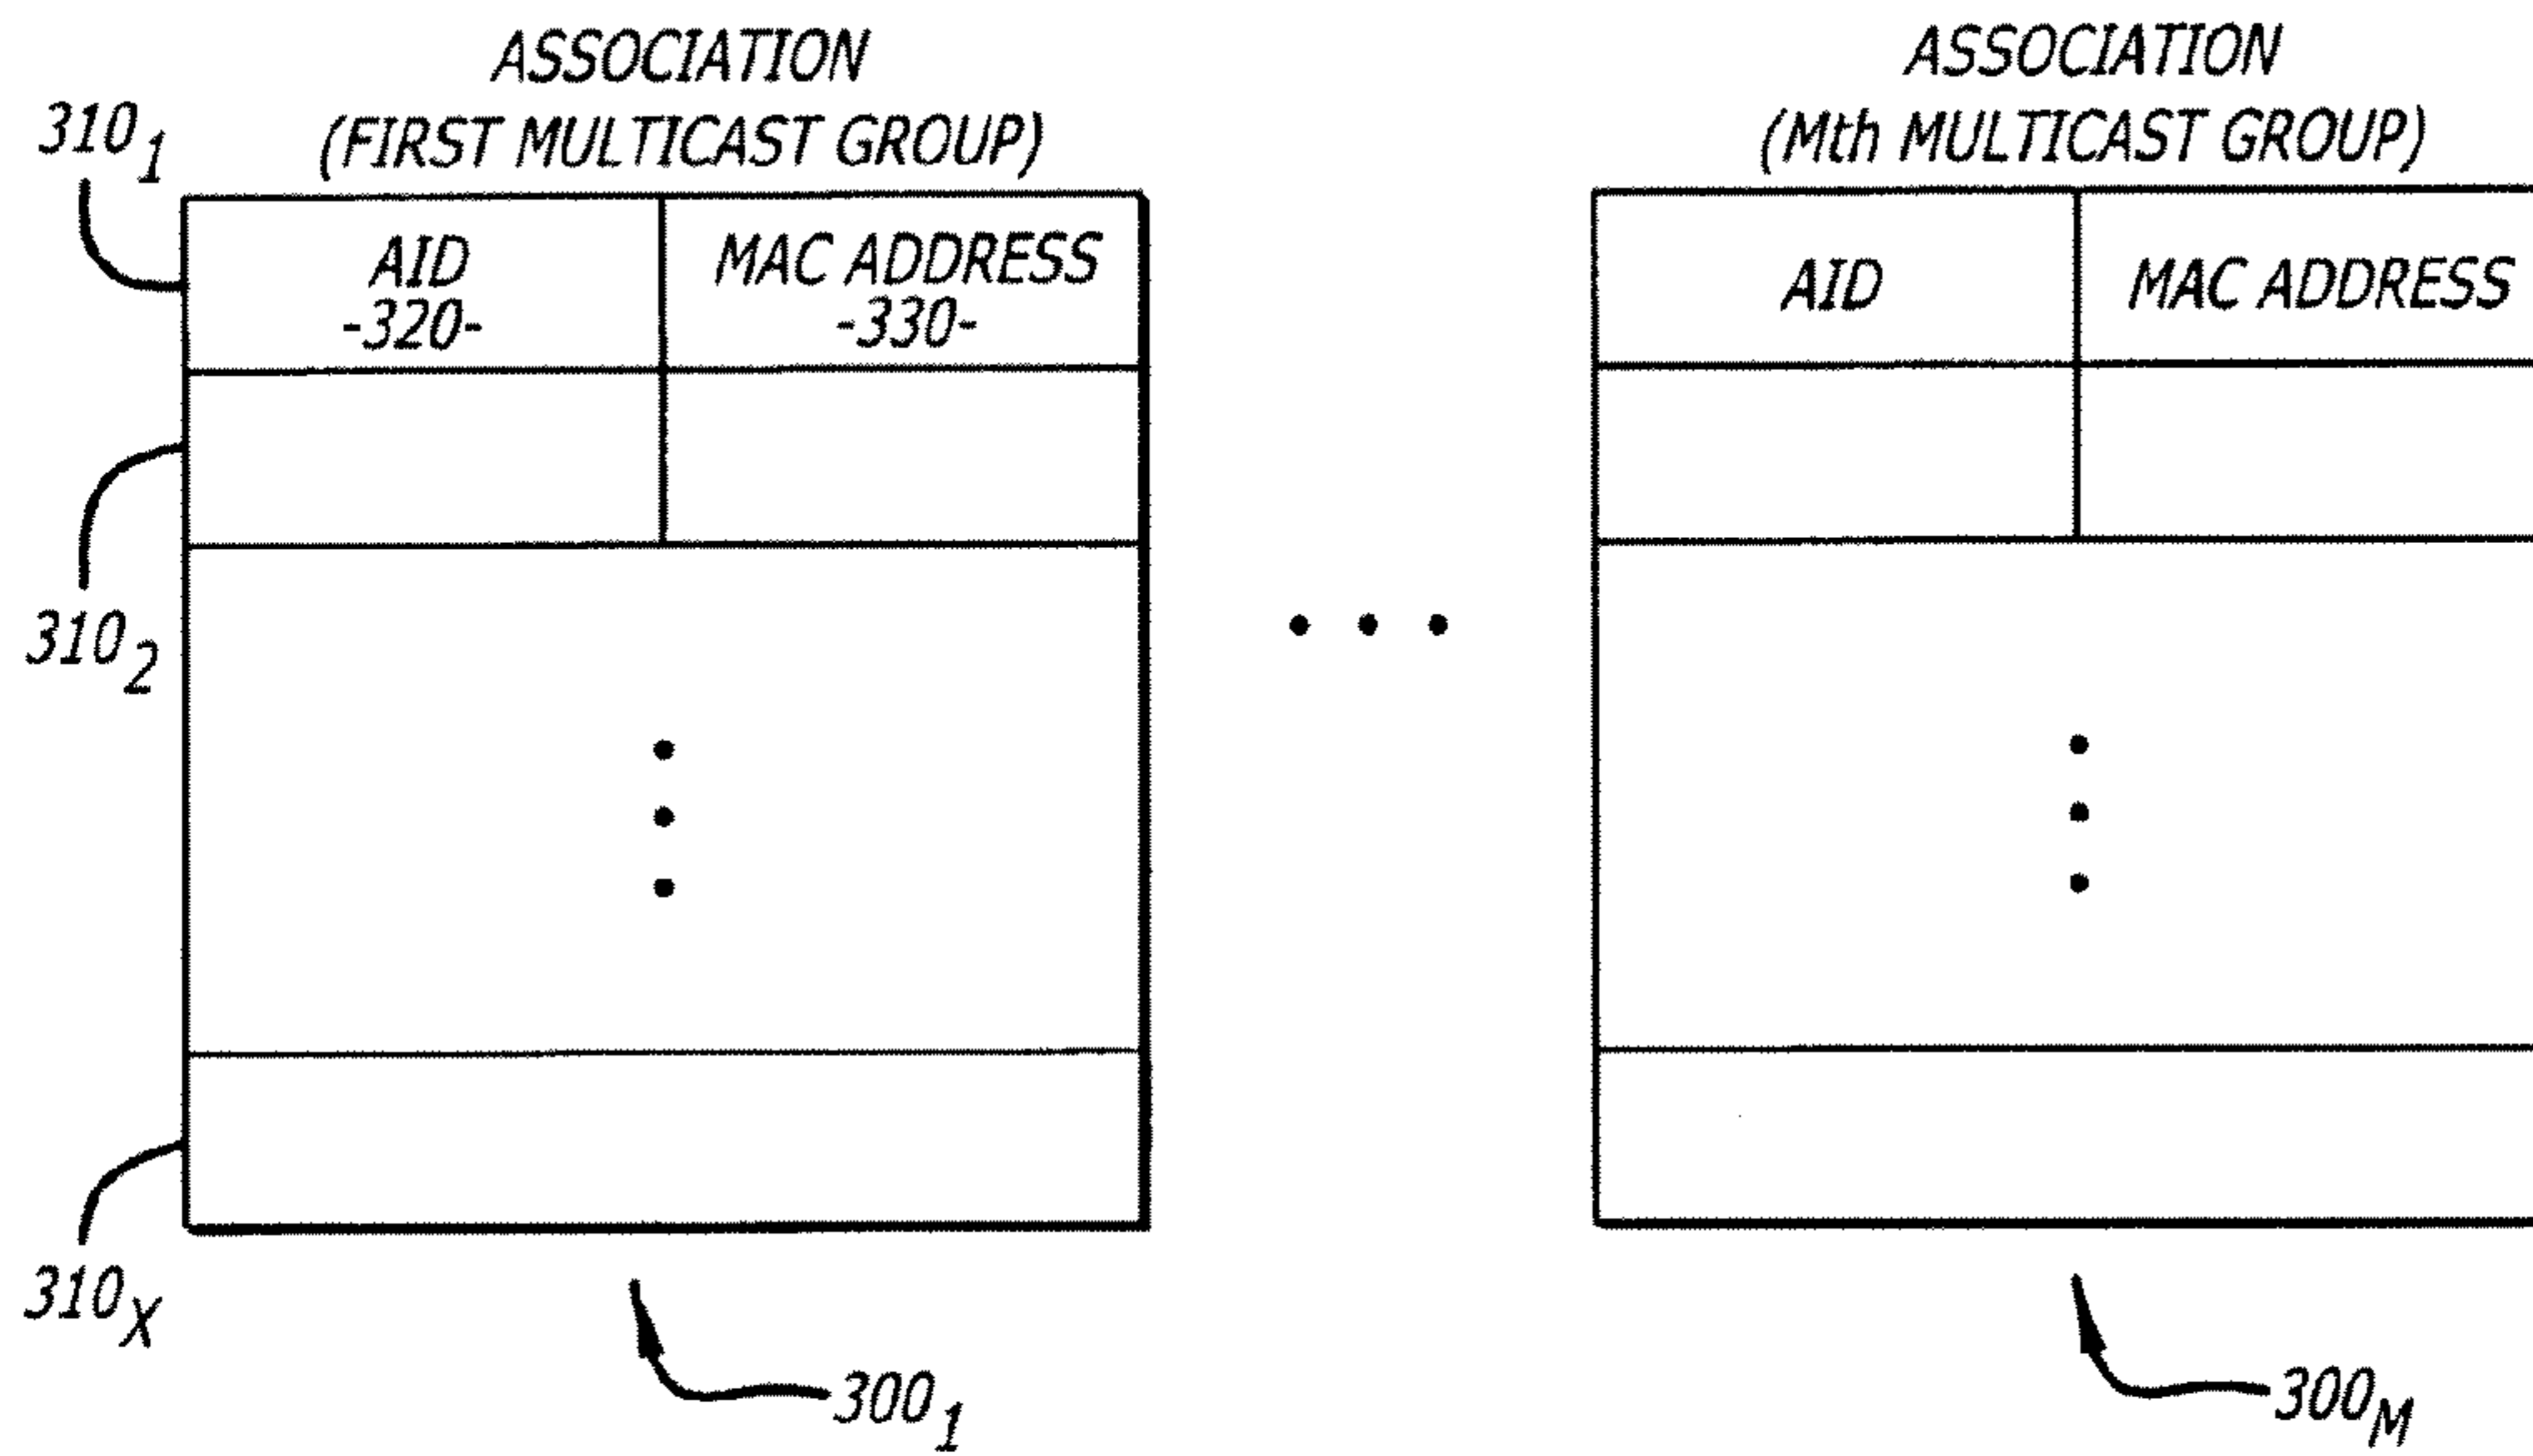 ASSOCIATION
(FIRST MULTICAST GROUP)
310₁
AID
-320-
MAC ADDRESS
-330-
310₂
310ₓ
300₁
ASSOCIATION
(Mth MULTICAST GROUP)
AID
MAC ADDRESS
300_M